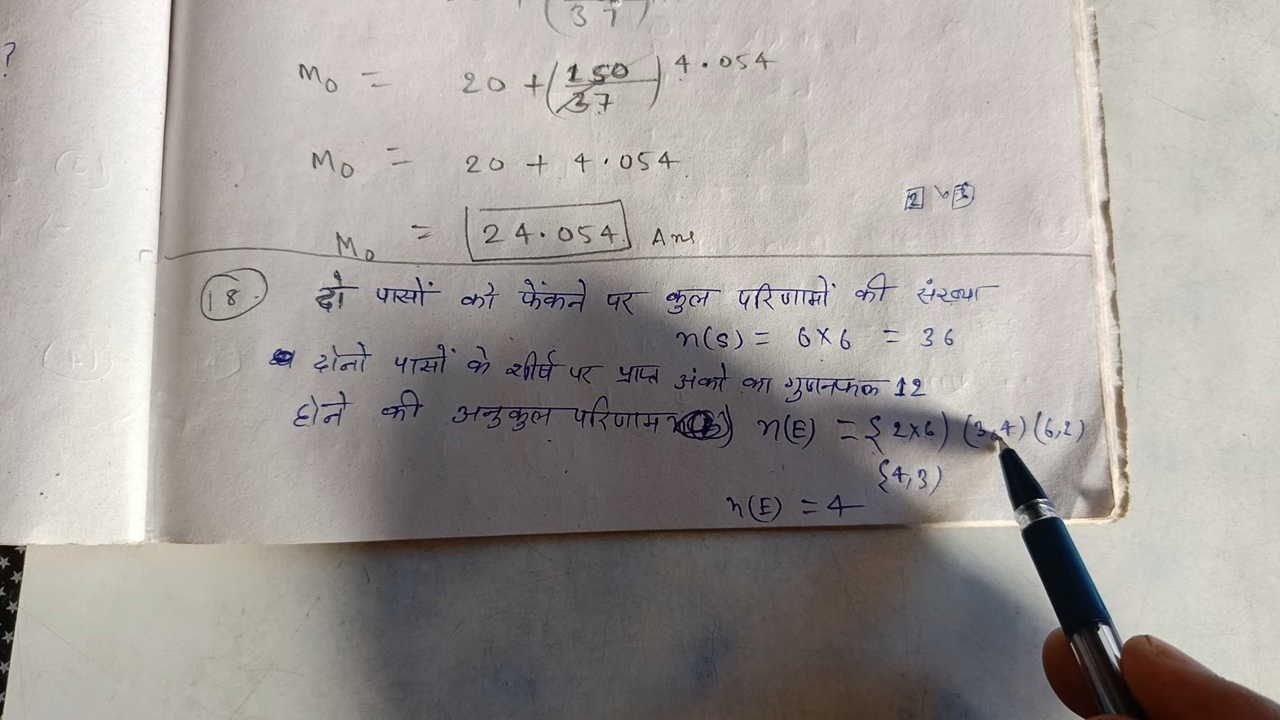 ?
37
M₀ = 20 + (150/37) 4.054
M₀ = 20 + 4.054
M₀ = 24.054 Ans
18. दो पासों को फेंकने पर कुल परिणामों की संख्या
n(S) = 6×6 = 36
दोनो पासों के शीर्ष पर प्राप्त अंको का गुणनफल 12
होने की अनुकुल परिणाम n(E) = {2×6) (3,4) (6,2)
{4,3)
n(E) = 4